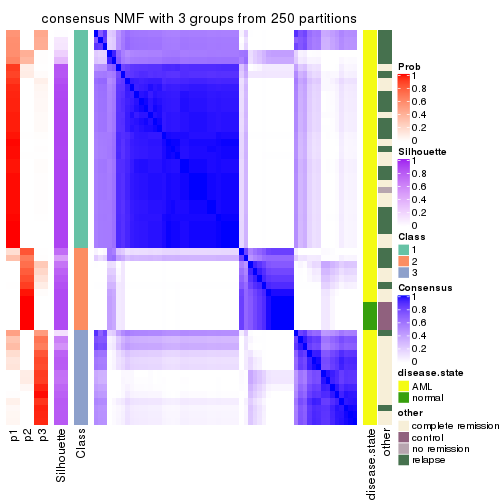 consensus NMF with 3 groups from 250 partitions
Prob
1
0.8
0.6
0.4
0.2
0
Silhouette
1
0.8
0.6
0.4
0.2
0
Class
1
2
3
Consensus
1
0.8
0.6
0.4
0.2
0
disease.state
AML
normal
other
complete remission
control
no remission
relapse
p1
p2
p3
Silhouette
Class
disease.state
other